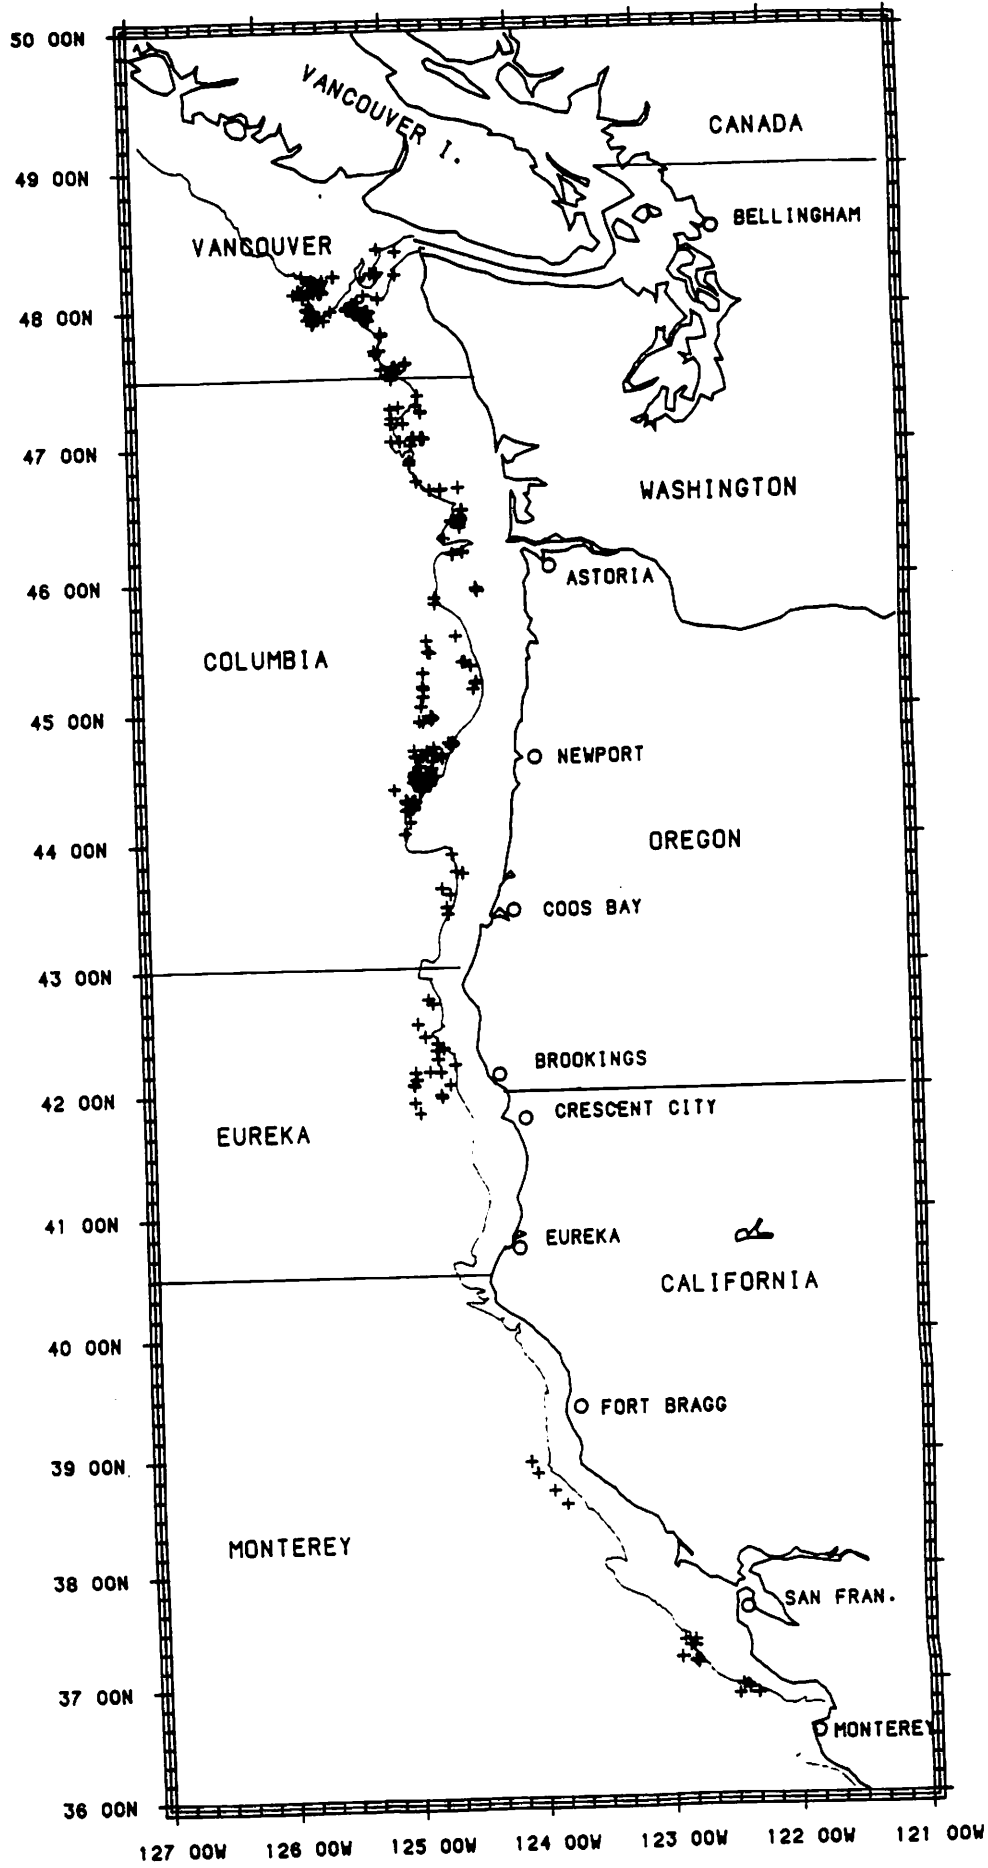 50 00N
VANCOUVER I.
CANADA
49 00N
BELLINGHAM
VANCOUVER
48 00N
47 00N
WASHINGTON
46 00N
ASTORIA
COLUMBIA
45 00N
NEWPORT
OREGON
44 00N
COOS BAY
43 00N
BROOKINGS
42 00N
CRESCENT CITY
EUREKA
41 00N
EUREKA
CALIFORNIA
40 00N
FORT BRAGG
39 00N
MONTEREY
38 00N
SAN FRAN.
37 00N
MONTEREY
36 00N
127 00W 126 00W 125 00W 124 00W 123 00W 122 00W 121 00W